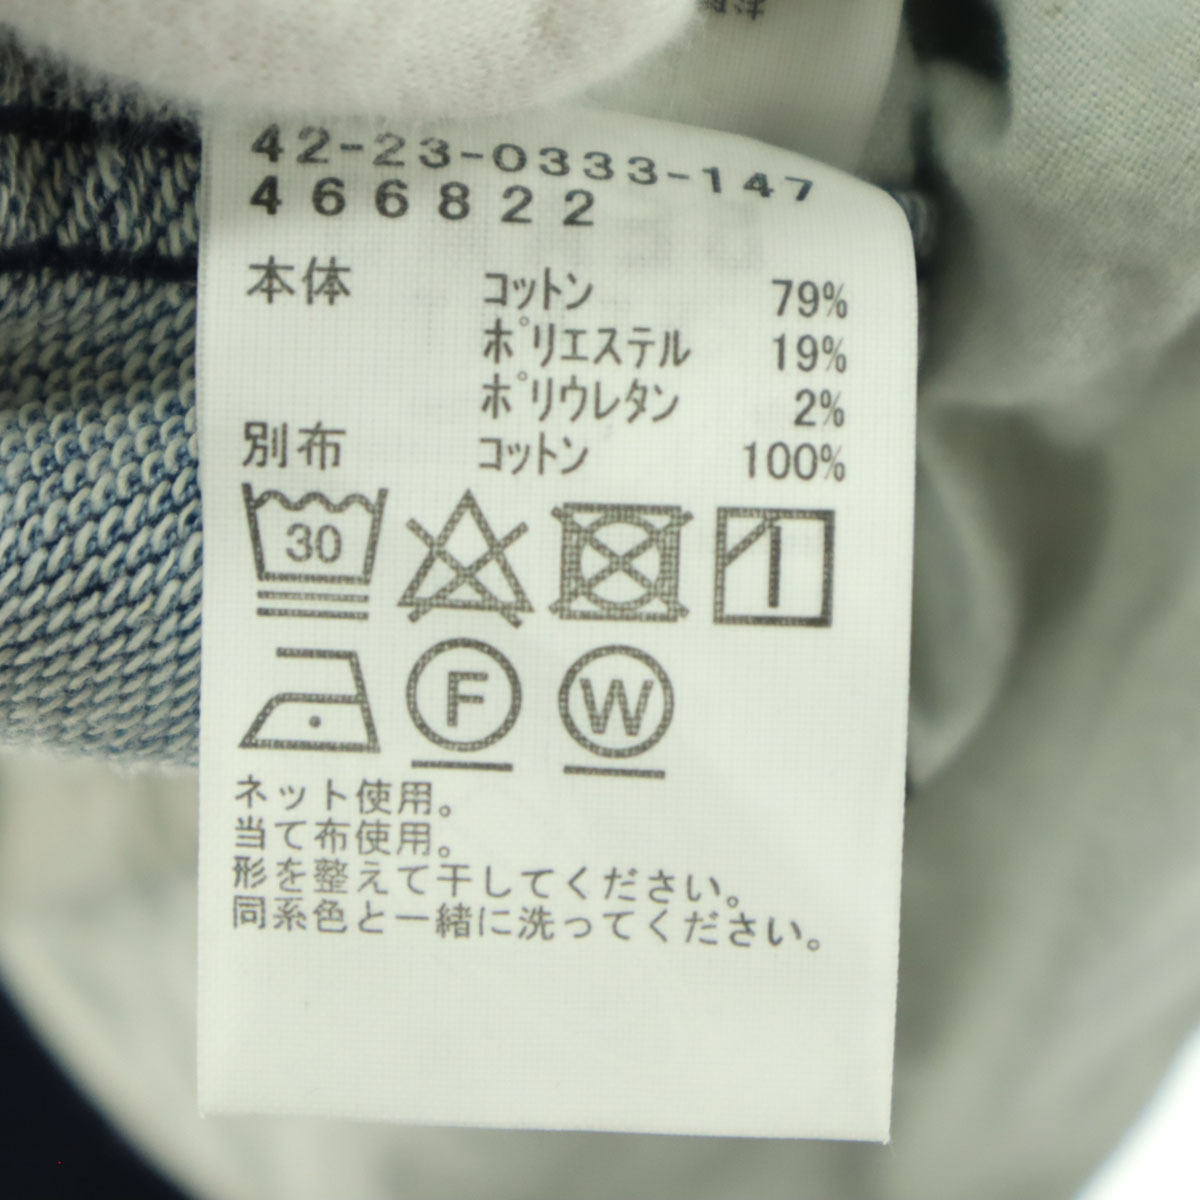 42-23-0333-147
466822
本体 コットン 79%
ポリエステル 19%
ポリウレタン 2%
別布 コットン 100%
30
F W
ネット使用。
当て布使用。
形を整えて干してください。
同系色と一緒に洗ってください。